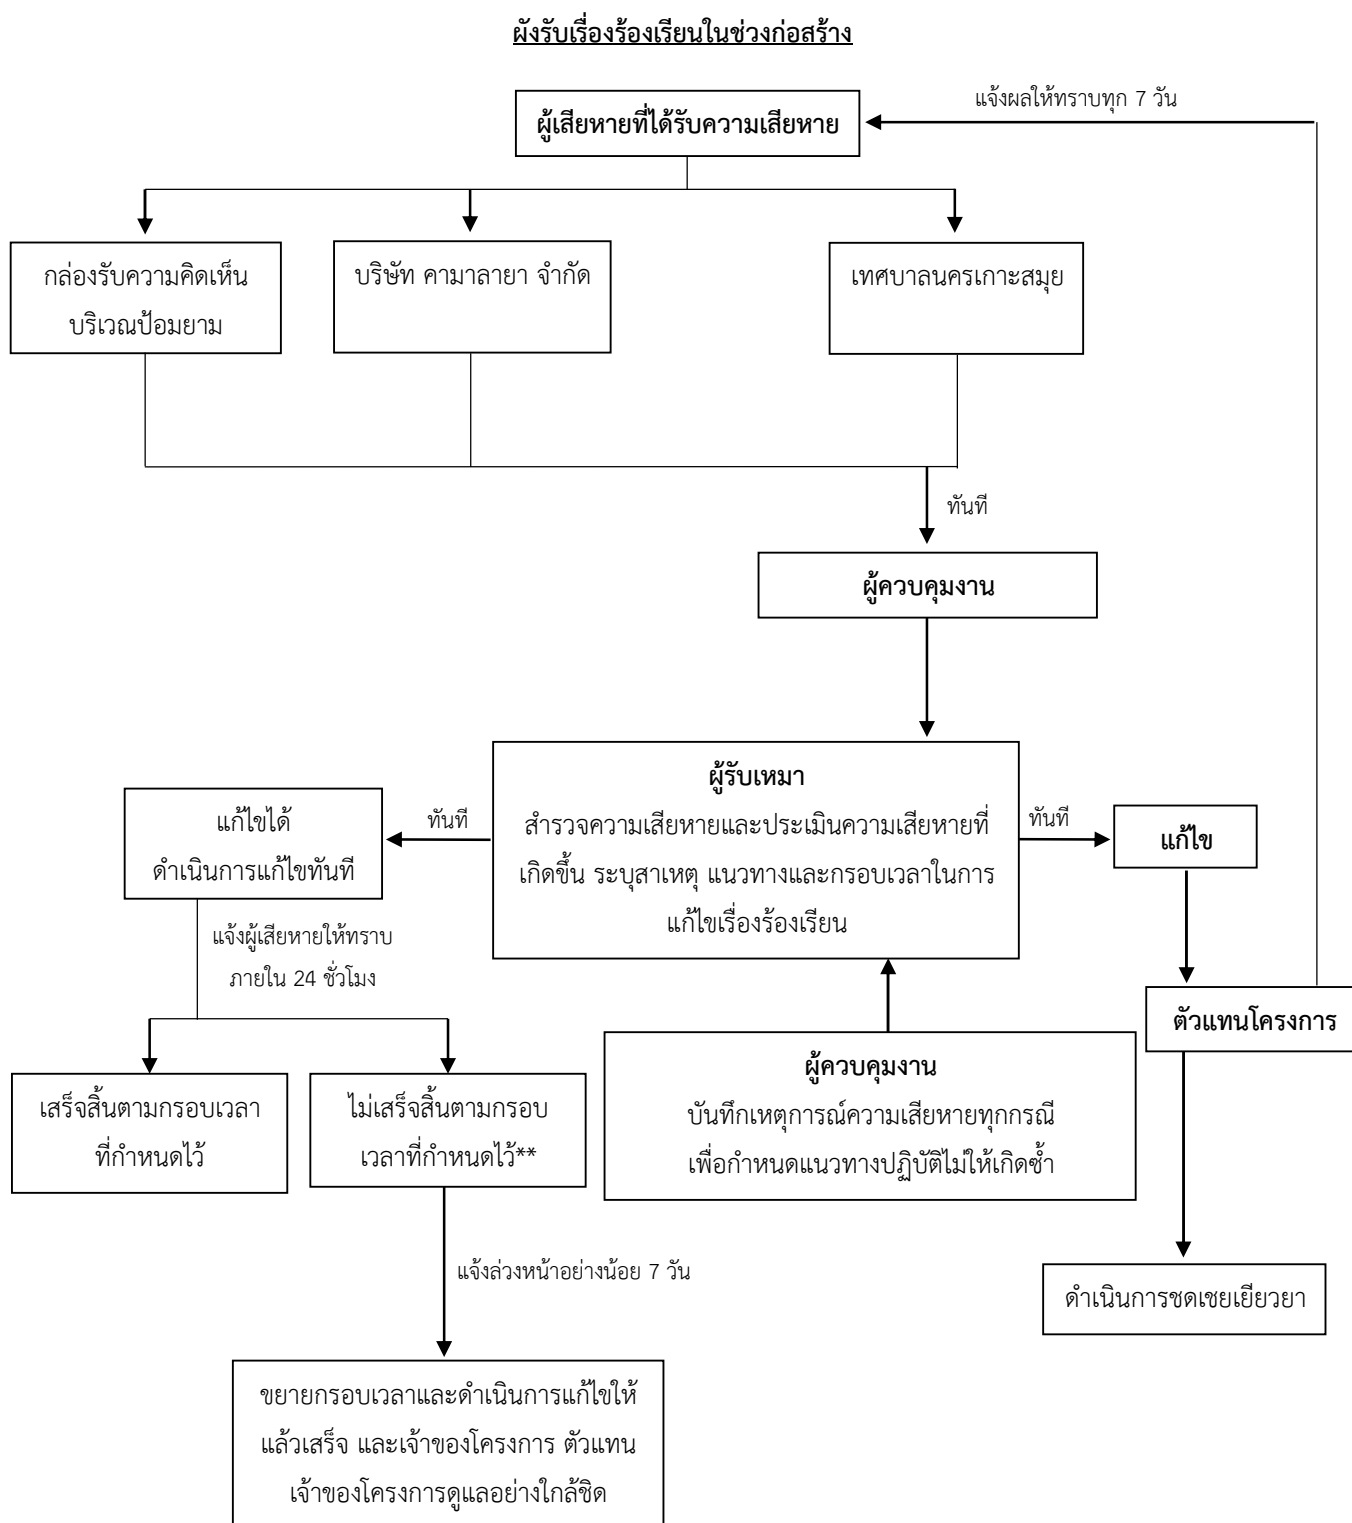 ผังรับเรื่องร้องเรียนในช่วงก่อสร้าง
แจ้งผลให้ทราบทุก 7 วัน
ผู้เสียหายที่ได้รับความเสียหาย
กล่องรับความคิดเห็น
บริเวณป้อมยาม
บริษัท คามาลายา จำกัด
เทศบาลนครเกาะสมุย
ทันที
ผู้ควบคุมงาน
ผู้รับเหมา
สำรวจความเสียหายและประเมินความเสียหายที่
เกิดขึ้น ระบุสาเหตุ แนวทางและกรอบเวลาในการ
แก้ไขเรื่องร้องเรียน
ทันที
แก้ไขได้
ดำเนินการแก้ไขทันที
ทันที
แก้ไข
แจ้งผู้เสียหายให้ทราบ
ภายใน 24 ชั่วโมง
ตัวแทนโครงการ
ผู้ควบคุมงาน
บันทึกเหตุการณ์ความเสียหายทุกกรณี
เพื่อกำหนดแนวทางปฏิบัติไม่ให้เกิดซ้ำ
เสร็จสิ้นตามกรอบเวลา
ที่กำหนดไว้
ไม่เสร็จสิ้นตามกรอบ
เวลาที่กำหนดไว้**
แจ้งล่วงหน้าอย่างน้อย 7 วัน
ดำเนินการชดเชยเยียวยา
ขยายกรอบเวลาและดำเนินการแก้ไขให้
แล้วเสร็จ และเจ้าของโครงการ ตัวแทน
เจ้าของโครงการดูแลอย่างใกล้ชิด